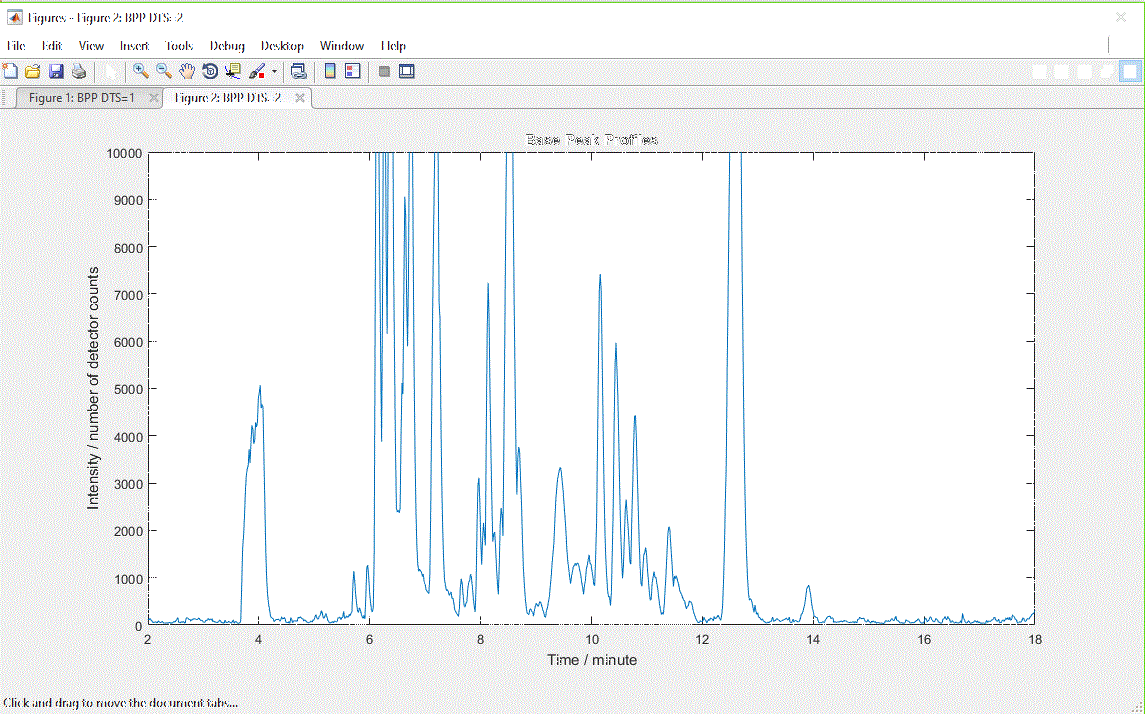 Figures - Figure 2: BPP DTS=2
File Edit View Insert Tools Debug Desktop Window Help
Figure 1: BPP DTS=1 Figure 2: BPP DTS=2
Base Peak Profiles
10000
9000
8000
7000
6000
5000
4000
3000
2000
1000
0
Intensity / number of detector counts
2 4 6 8 10 12 14 16 18
Time / minute
Click and drag to move the document tabs...